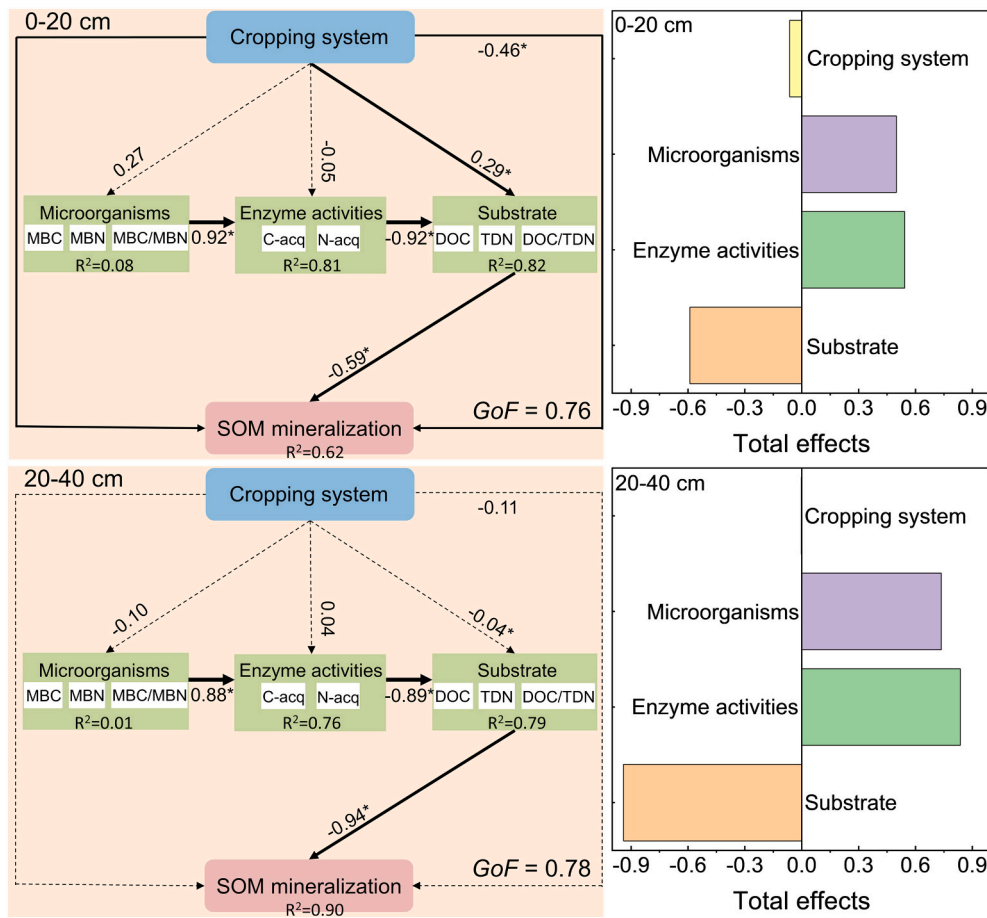 0-20 cm
Cropping system
-0.46*
0.27
-0.05
0.29*
Microorganisms
MBC MBN MBC/MBN
R²=0.08
0.92*
Enzyme activities
C-acq N-acq
R²=0.81
-0.92*
Substrate
DOC TDN DOC/TDN
R²=0.82
-0.59*
GoF = 0.76
SOM mineralization
R²=0.62
0-20 cm
Cropping system
Microorganisms
Enzyme activities
Substrate
-0.9 -0.6 -0.3 0.0 0.3 0.6 0.9
Total effects
20-40 cm
Cropping system
-0.11
-0.10
0.04
-0.04*
Microorganisms
MBC MBN MBC/MBN
R²=0.01
0.88*
Enzyme activities
C-acq N-acq
R²=0.76
-0.89*
Substrate
DOC TDN DOC/TDN
R²=0.79
-0.94*
GoF = 0.78
SOM mineralization
R²=0.90
20-40 cm
Cropping system
Microorganisms
Enzyme activities
Substrate
-0.9 -0.6 -0.3 0.0 0.3 0.6 0.9
Total effects